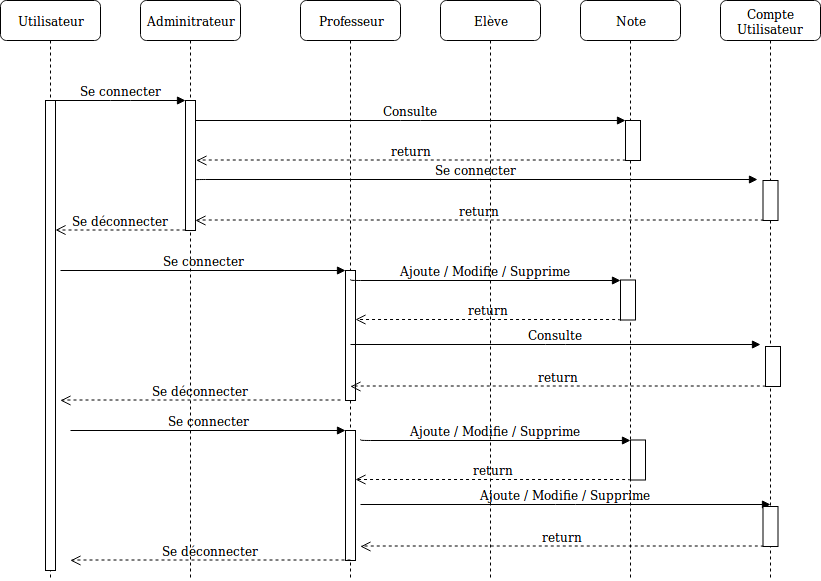 Utilisateur
Adminitrateur
Professeur
Elève
Note
Compte
Utilisateur
Se connecter
Consulte
return
Se connecter
return
Se déconnecter
Se connecter
Ajoute / Modifie / Supprime
return
Consulte
return
Se déconnecter
Se connecter
Ajoute / Modifie / Supprime
return
Ajoute / Modifie / Supprime
return
Se déconnecter